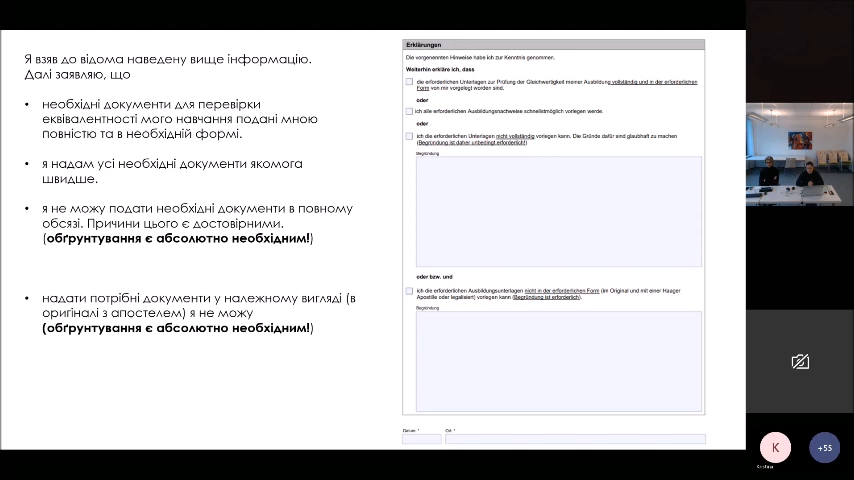 Я взяв до відома наведену вище інформацію.
Далі заявляю, що
• необхідні документи для перевірки
еквівалентності мого навчання подані мною
повністю та в необхідній формі.
• я надам усі необхідні документи якомога
швидше.
• я не можу подати необхідні документи в повному
обсязі. Причини цього є достовірними.
(обґрунтування є абсолютно необхідним!)
• надати потрібні документи у належному вигляді (в
оригіналі з апостелем) я не можу
(обґрунтування є абсолютно необхідним!)
Erklärungen
Die vorgenannten Hinweise habe ich zur Kenntnis genommen.
Weiterhin erkläre ich, dass
die erforderlichen Unterlagen zur Prüfung der Gleichwertigkeit meiner Ausbildung vollständig und in der erforderlichen
Form von mir vorgelegt worden sind.
oder
ich alle erforderlichen Ausbildungsnachweise schnellstmöglich vorlegen werde.
oder
ich die erforderlichen Unterlagen nicht vollständig vorlegen kann. Die Gründe dafür sind glaubhaft zu machen
(Begründung ist daher unbedingt erforderlich!)
Begründung
oder bzw. und
ich die erforderlichen Ausbildungsunterlagen nicht in der erforderlichen Form (im Original und mit einer Haager
Apostille oder legalisiert) vorlegen kann (Begründung ist erforderlich).
Begründung
Datum: *
Ort: *
K
+55
Kristina